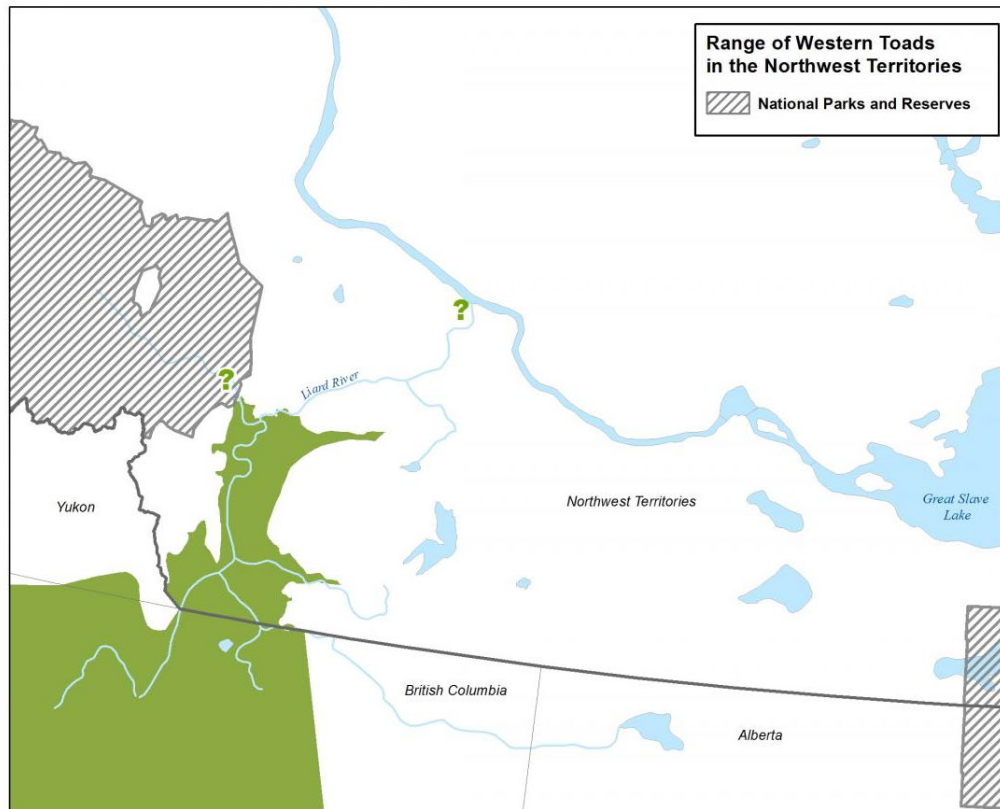 Range of Western Toads
in the Northwest Territories
National Parks and Reserves
?
?
Liard River
Yukon
Northwest Territories
Great Slave
Lake
British Columbia
Alberta